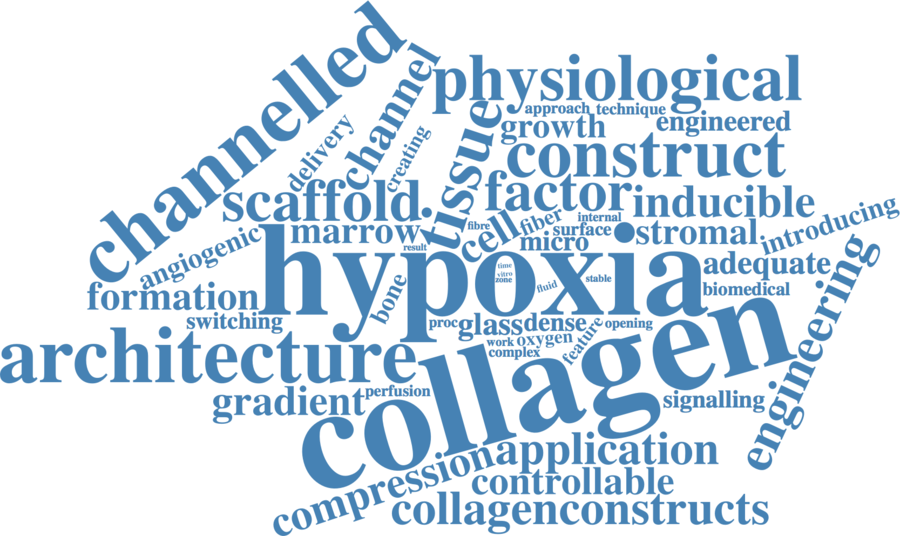 channelled
channel
physiological
approach
technique
delivery
creating
tissue
growth
engineered
construct
scaffold
factor
inducible
introducing
angiogenic
marrow
result
fibre
cell
fiber
internal
surface
micro
stromal
hypoxia
time
vitro
zone
fluid
stable
adequate
biomedical
formation
bone
switching
proc
glass
dense
feature
opening
engineering
architecture
work
oxygen
complex
collagen
gradient
perfusion
signalling
compression
application
controllable
collagenconstructs